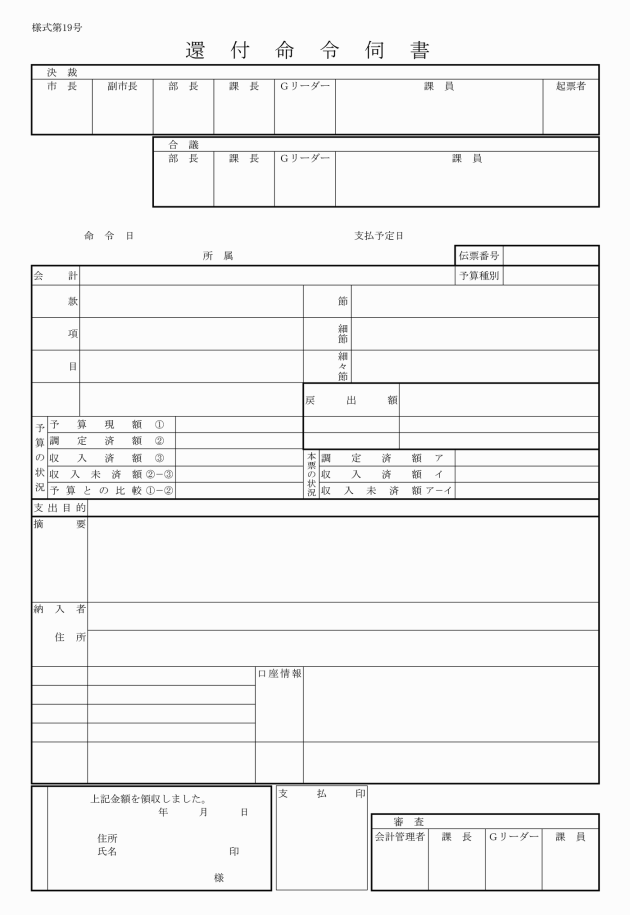 様式第19号
還付命令伺書
決裁
市長 副市長 部長 課長 Gリーダー 課員 起票者
合議
部長 課長 Gリーダー 課員
命令日 支払予定日
所属 伝票番号
会計 予算種別
款 節
項 細節
目 細々節
戻出額
予算の状況
予算現額①
調定済額②
収入済額③
収入未済額②−③
予算との比較①−②
本票の状況
調定済額ア
収入済額イ
収入未済額ア−イ
支出目的
摘要
納入者
住所
口座情報
上記金額を領収しました。
年 月 日
住所
氏名 印
様
支払印
審査
会計管理者 課長 Gリーダー 課員